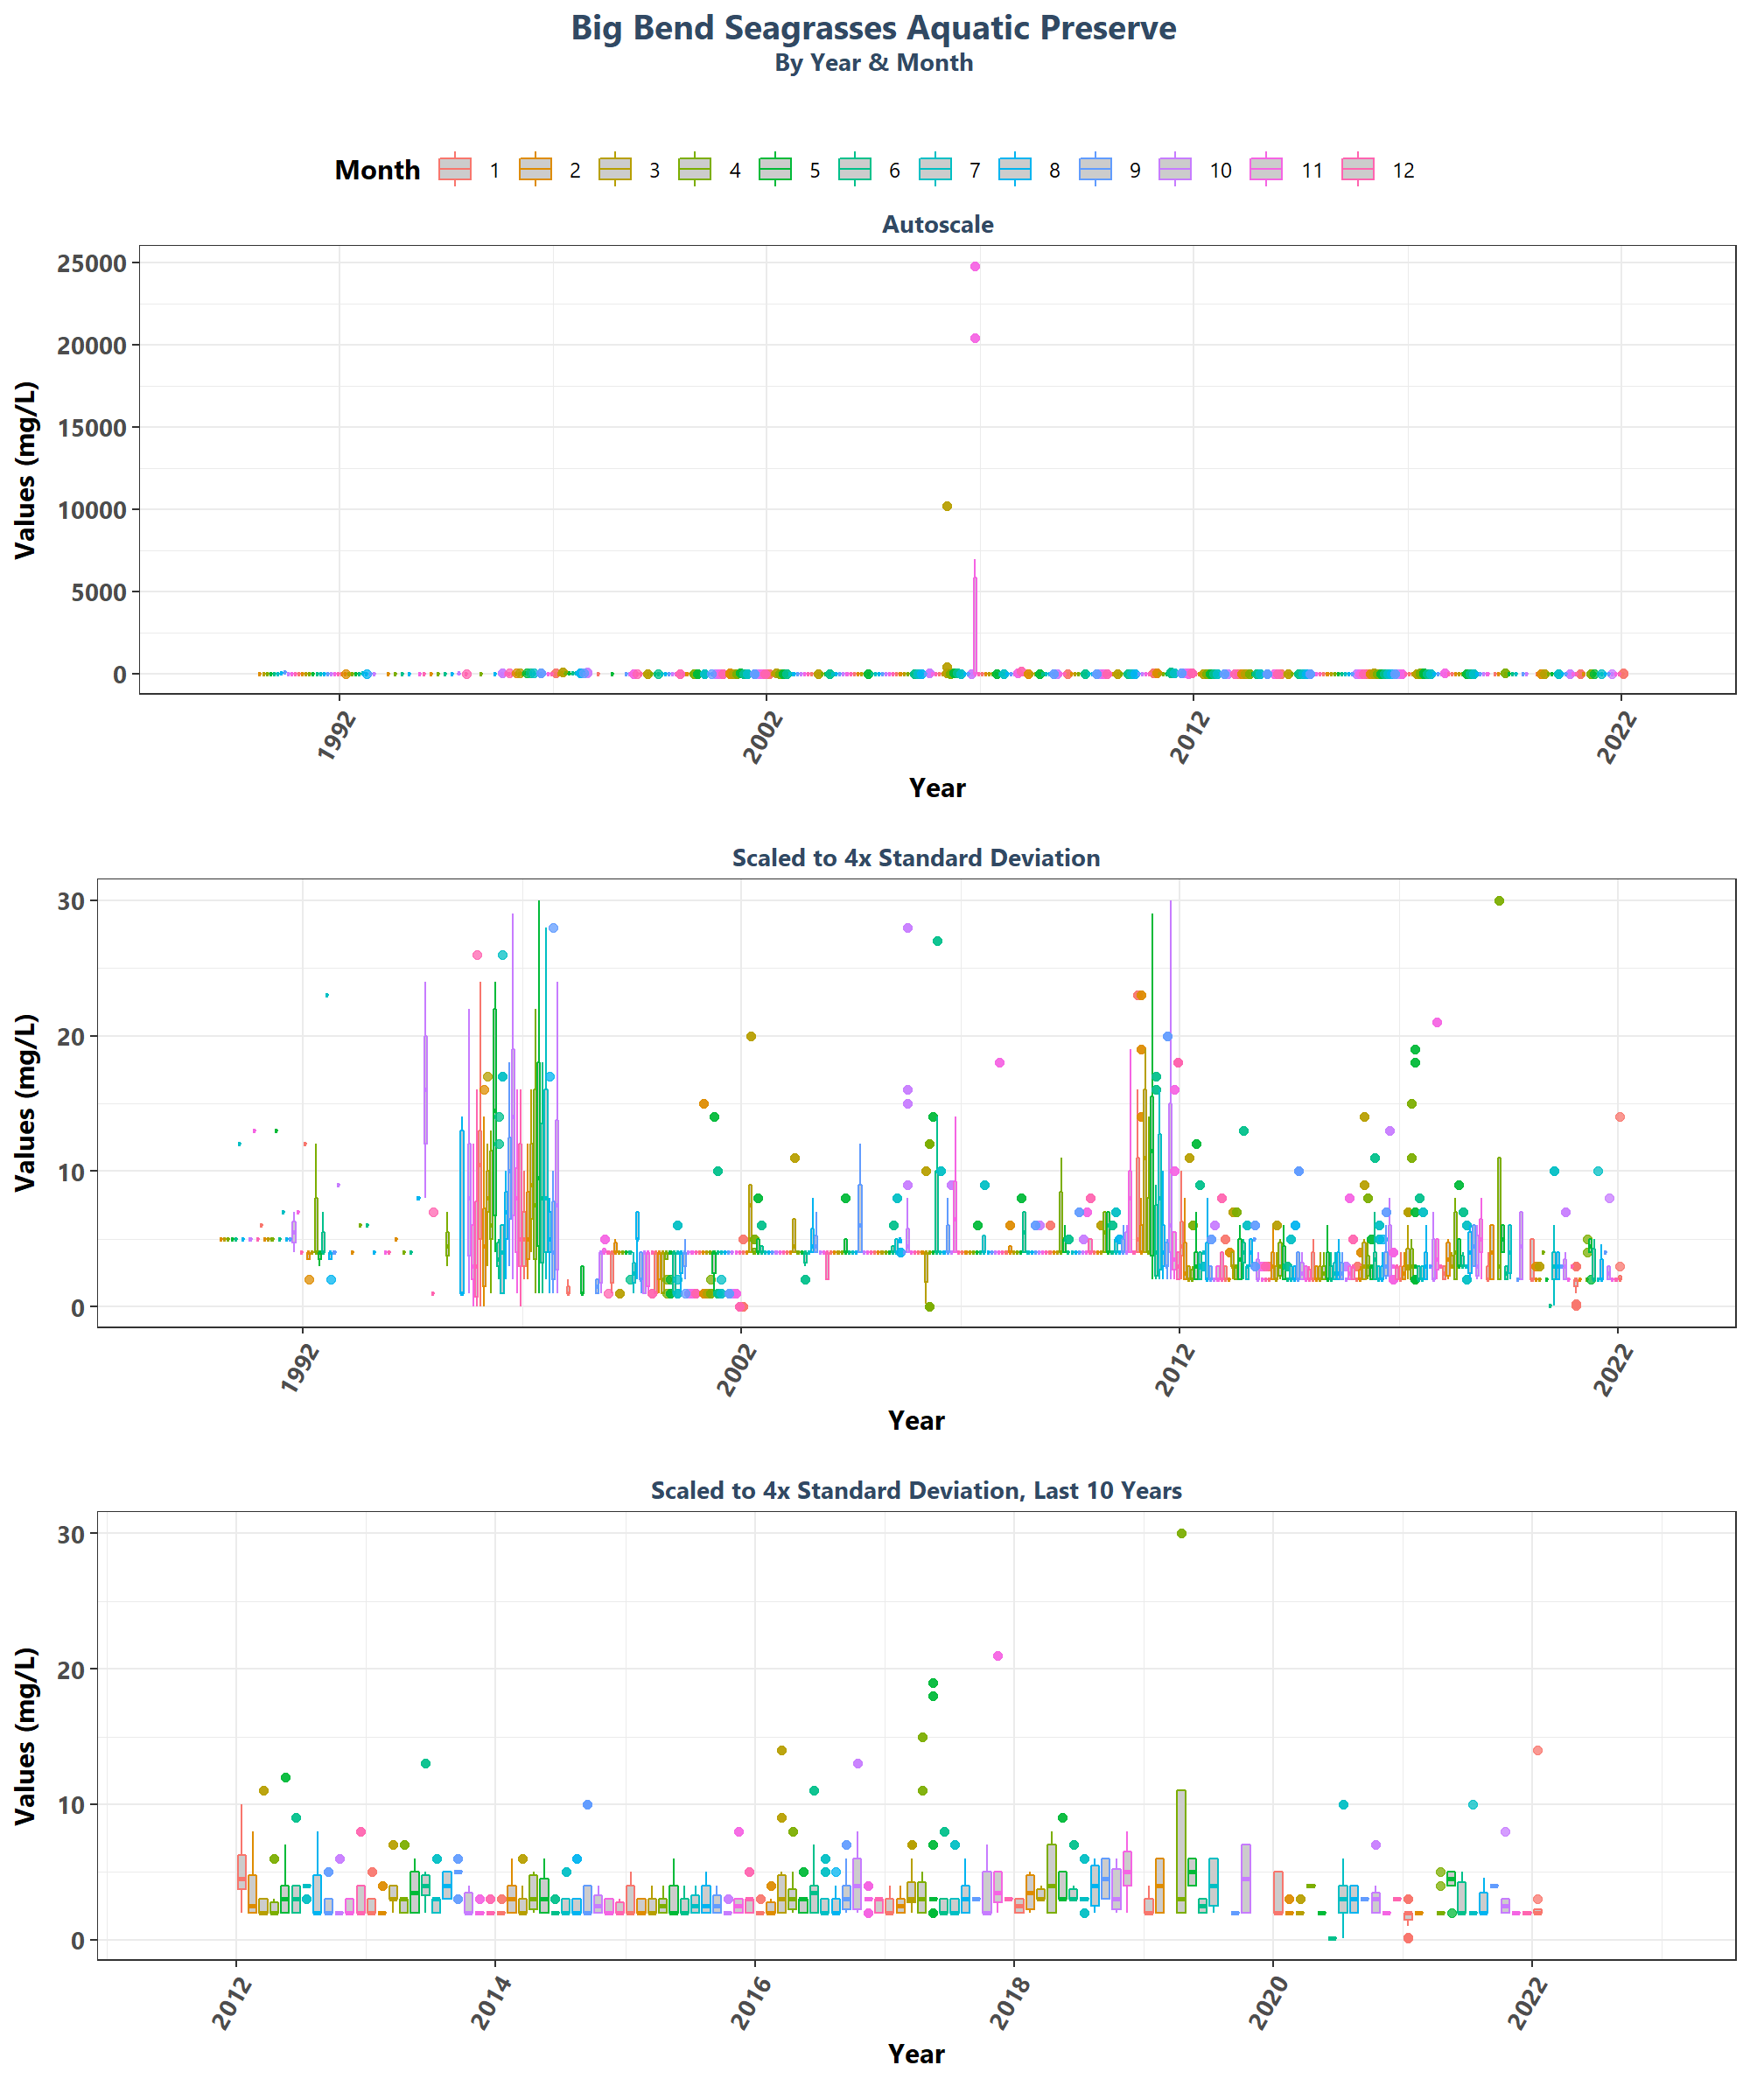 Big Bend Seagrasses Aquatic Preserve
By Year & Month
Month 1 2 3 4 5 6 7 8 9 10 11 12
Autoscale
Values (mg/L)
25000
20000
15000
10000
5000
0
1992 2002 2012 2022
Year
Scaled to 4x Standard Deviation
Values (mg/L)
30
20
10
0
1992 2002 2012 2022
Year
Scaled to 4x Standard Deviation, Last 10 Years
Values (mg/L)
30
20
10
0
2012 2014 2016 2018 2020 2022
Year